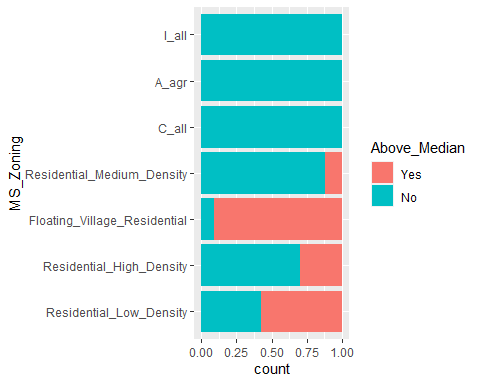 MS_Zoning
I_all
A_agr
C_all
Residential_Medium_Density
Floating_Village_Residential
Residential_High_Density
Residential_Low_Density
0.00 0.25 0.50 0.75 1.00
count
Above_Median
Yes
No